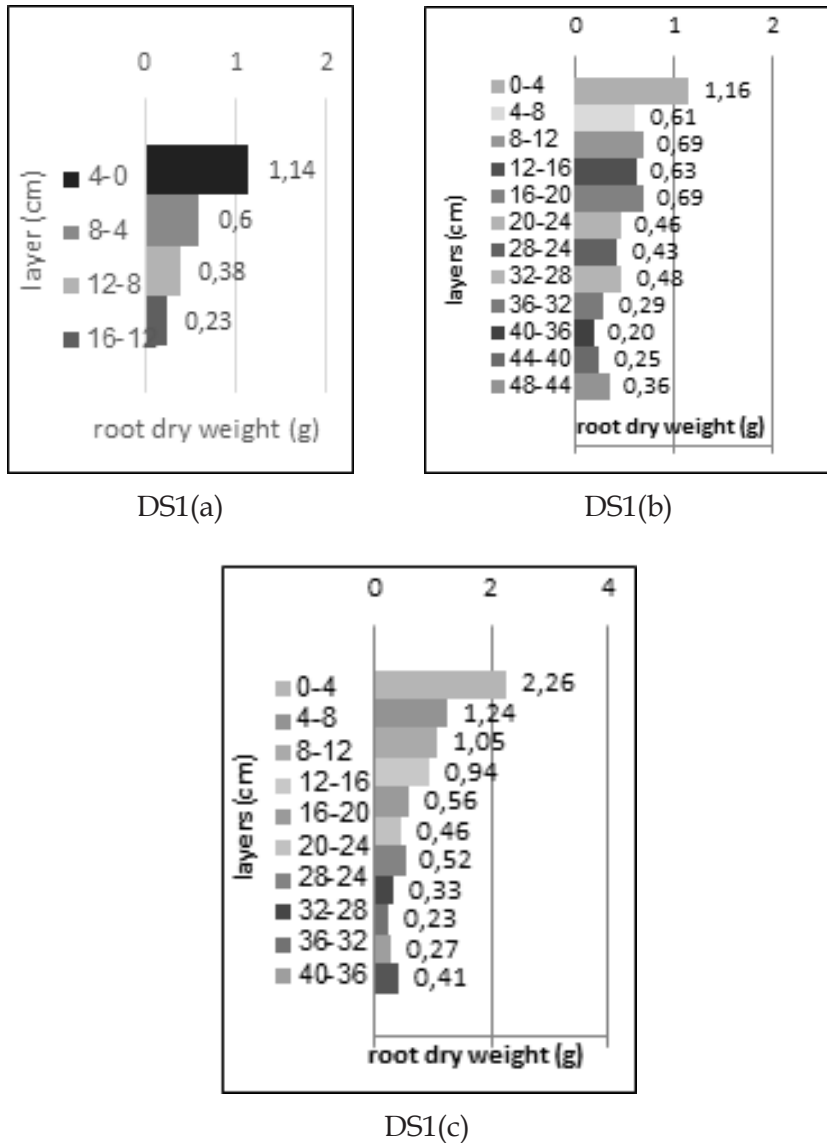 0 1 2
layer (cm)
4-0 1,14
8-4 0,6
12-8 0,38
16-12 0,23
root dry weight (g)
DS1(a)
0 1 2
layers (cm)
0-4 1,16
4-8 0,61
8-12 0,69
12-16 0,63
16-20 0,69
20-24 0,46
28-24 0,43
32-28 0,48
36-32 0,29
40-36 0,20
44-40 0,25
48-44 0,36
root dry weight (g)
DS1(b)
0 2 4
layers (cm)
0-4 2,26
4-8 1,24
8-12 1,05
12-16 0,94
16-20 0,56
20-24 0,46
28-24 0,52
32-28 0,33
36-32 0,23
40-36 0,27
0,41
root dry weight (g)
DS1(c)